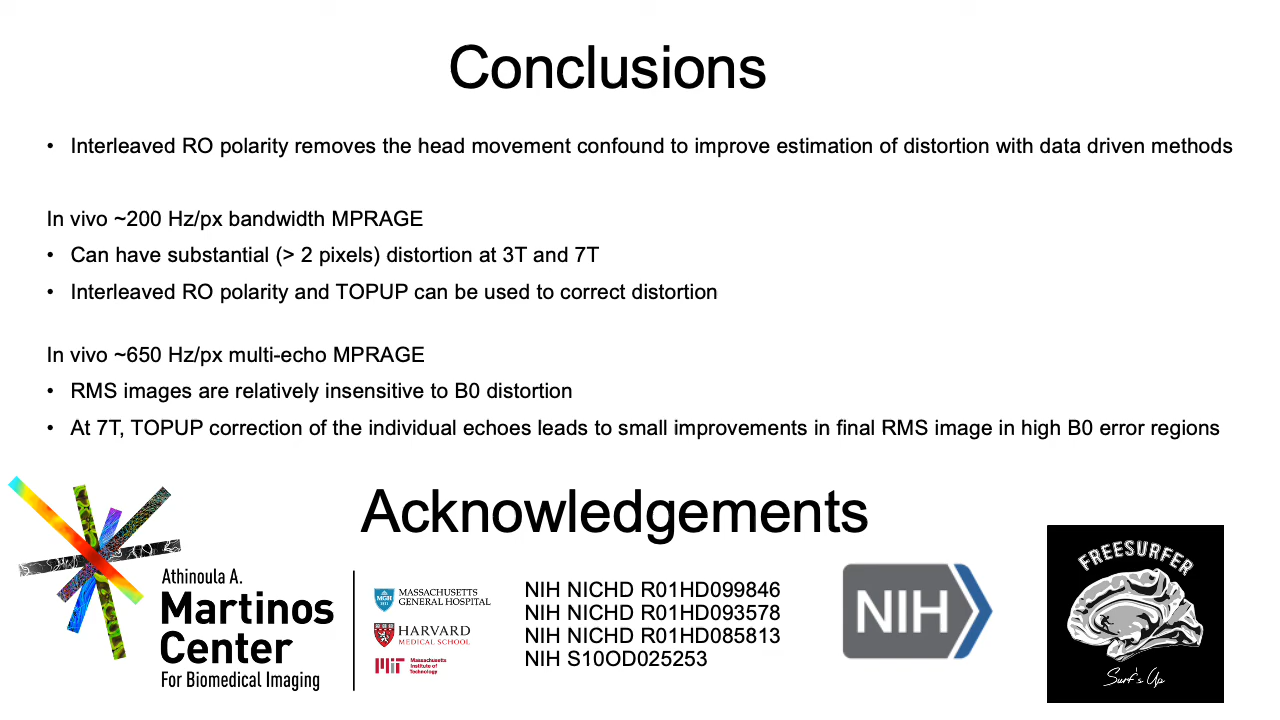 Conclusions
• Interleaved RO polarity removes the head movement confound to improve estimation of distortion with data driven methods
In vivo ~200 Hz/px bandwidth MPRAGE
• Can have substantial (> 2 pixels) distortion at 3T and 7T
• Interleaved RO polarity and TOPUP can be used to correct distortion
In vivo ~650 Hz/px multi-echo MPRAGE
• RMS images are relatively insensitive to B0 distortion
• At 7T, TOPUP correction of the individual echoes leads to small improvements in final RMS image in high B0 error regions
Acknowledgements
Athinoula A.
Martinos
Center
For Biomedical Imaging
MGH
1811
MASSACHUSETTS
GENERAL HOSPITAL
HARVARD
MEDICAL SCHOOL
MIT
Massachusetts
Institute of
Technology
NIH NICHD R01HD099846
NIH NICHD R01HD093578
NIH NICHD R01HD085813
NIH S10OD025253
NIH
FREESURFER
Surf's Up